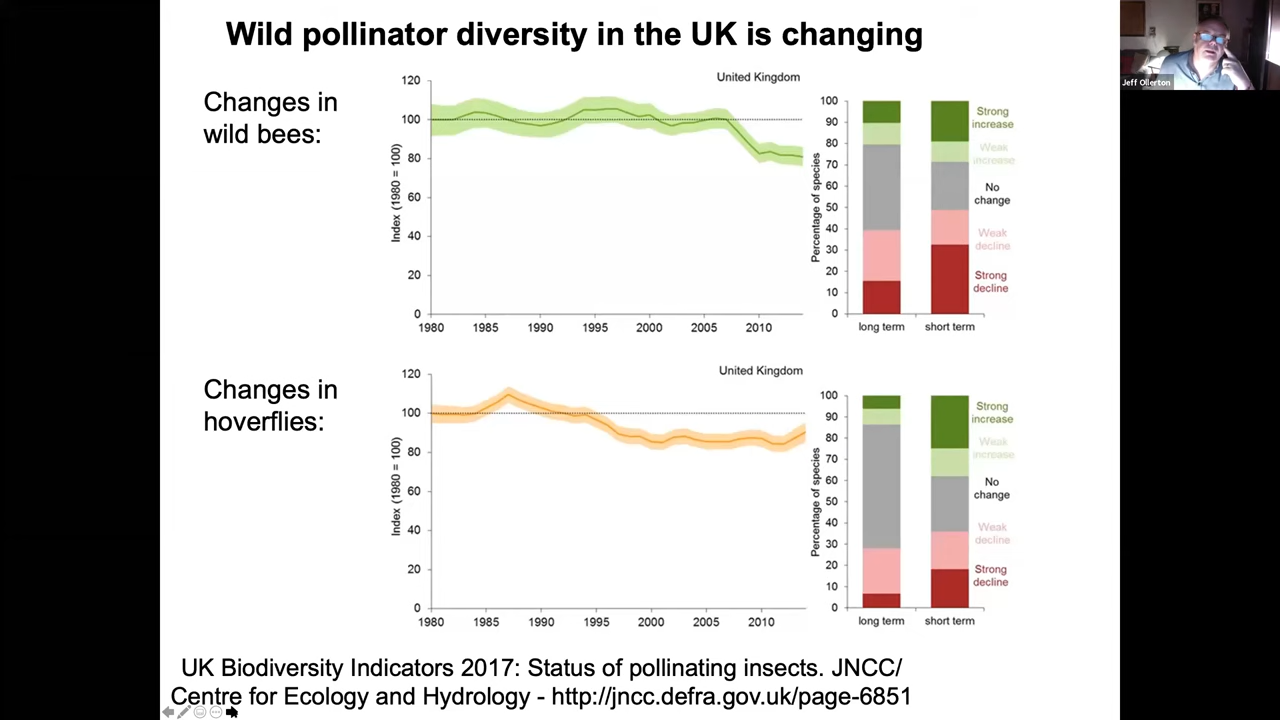 Wild pollinator diversity in the UK is changing
Jeff Ollerton
Changes in
wild bees:
United Kingdom
Index (1980 = 100)
120
100
80
60
40
20
0
1980 1985 1990 1995 2000 2005 2010
Percentage of species
100
90
80
70
60
50
40
30
20
10
0
long term short term
Strong
increase
Weak
increase
No
change
Weak
decline
Strong
decline
Changes in
hoverflies:
United Kingdom
Index (1980 = 100)
120
100
80
60
40
20
0
1980 1985 1990 1995 2000 2005 2010
Percentage of species
100
90
80
70
60
50
40
30
20
10
0
long term short term
Strong
increase
Weak
increase
No
change
Weak
decline
Strong
decline
UK Biodiversity Indicators 2017: Status of pollinating insects. JNCC/
Centre for Ecology and Hydrology - http://jncc.defra.gov.uk/page-6851